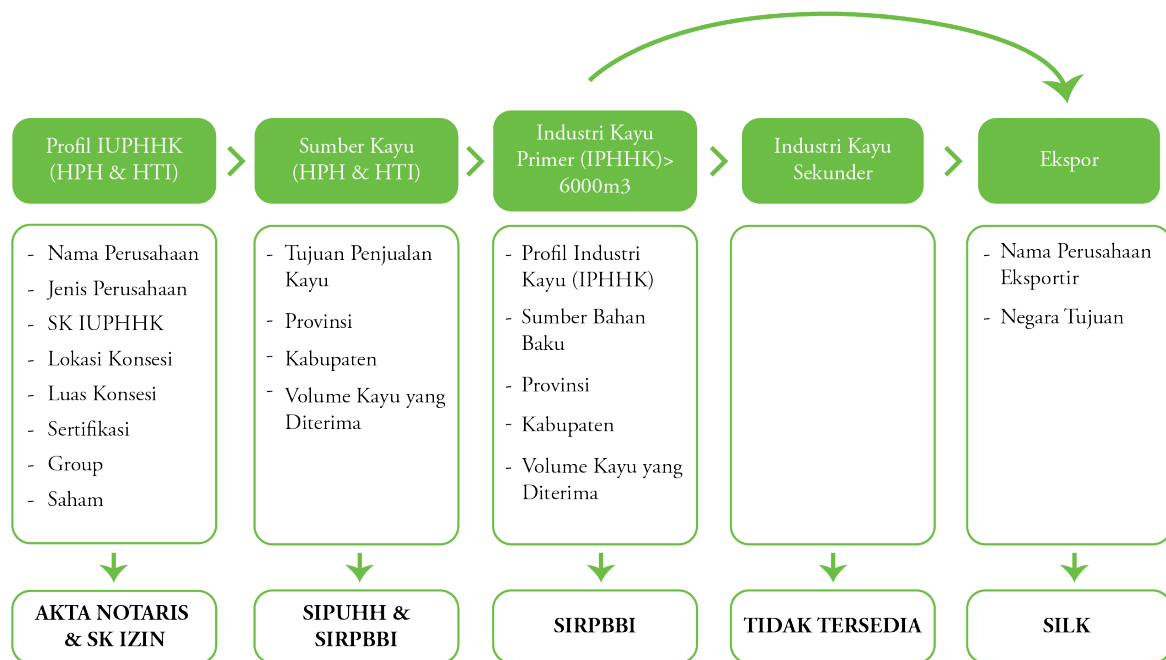 Profil IUPHHK
(HPH & HTI)
Sumber Kayu
(HPH & HTI)
Industri Kayu
Primer (IPHHK)>
6000m3
Industri Kayu
Sekunder
Ekspor
- Nama Perusahaan
- Jenis Perusahaan
- SK IUPHHK
- Lokasi Konsesi
- Luas Konsesi
- Sertifikasi
- Group
- Saham
- Tujuan Penjualan
Kayu
- Provinsi
- Kabupaten
- Volume Kayu yang
Diterima
- Profil Industri
Kayu (IPHHK)
- Sumber Bahan
Baku
- Provinsi
- Kabupaten
- Volume Kayu yang
Diterima
- Nama Perusahaan
Eksportir
- Negara Tujuan
AKTA NOTARIS
& SK IZIN
SIPUHH &
SIRPBBI
SIRPBBI
TIDAK TERSEDIA
SILK